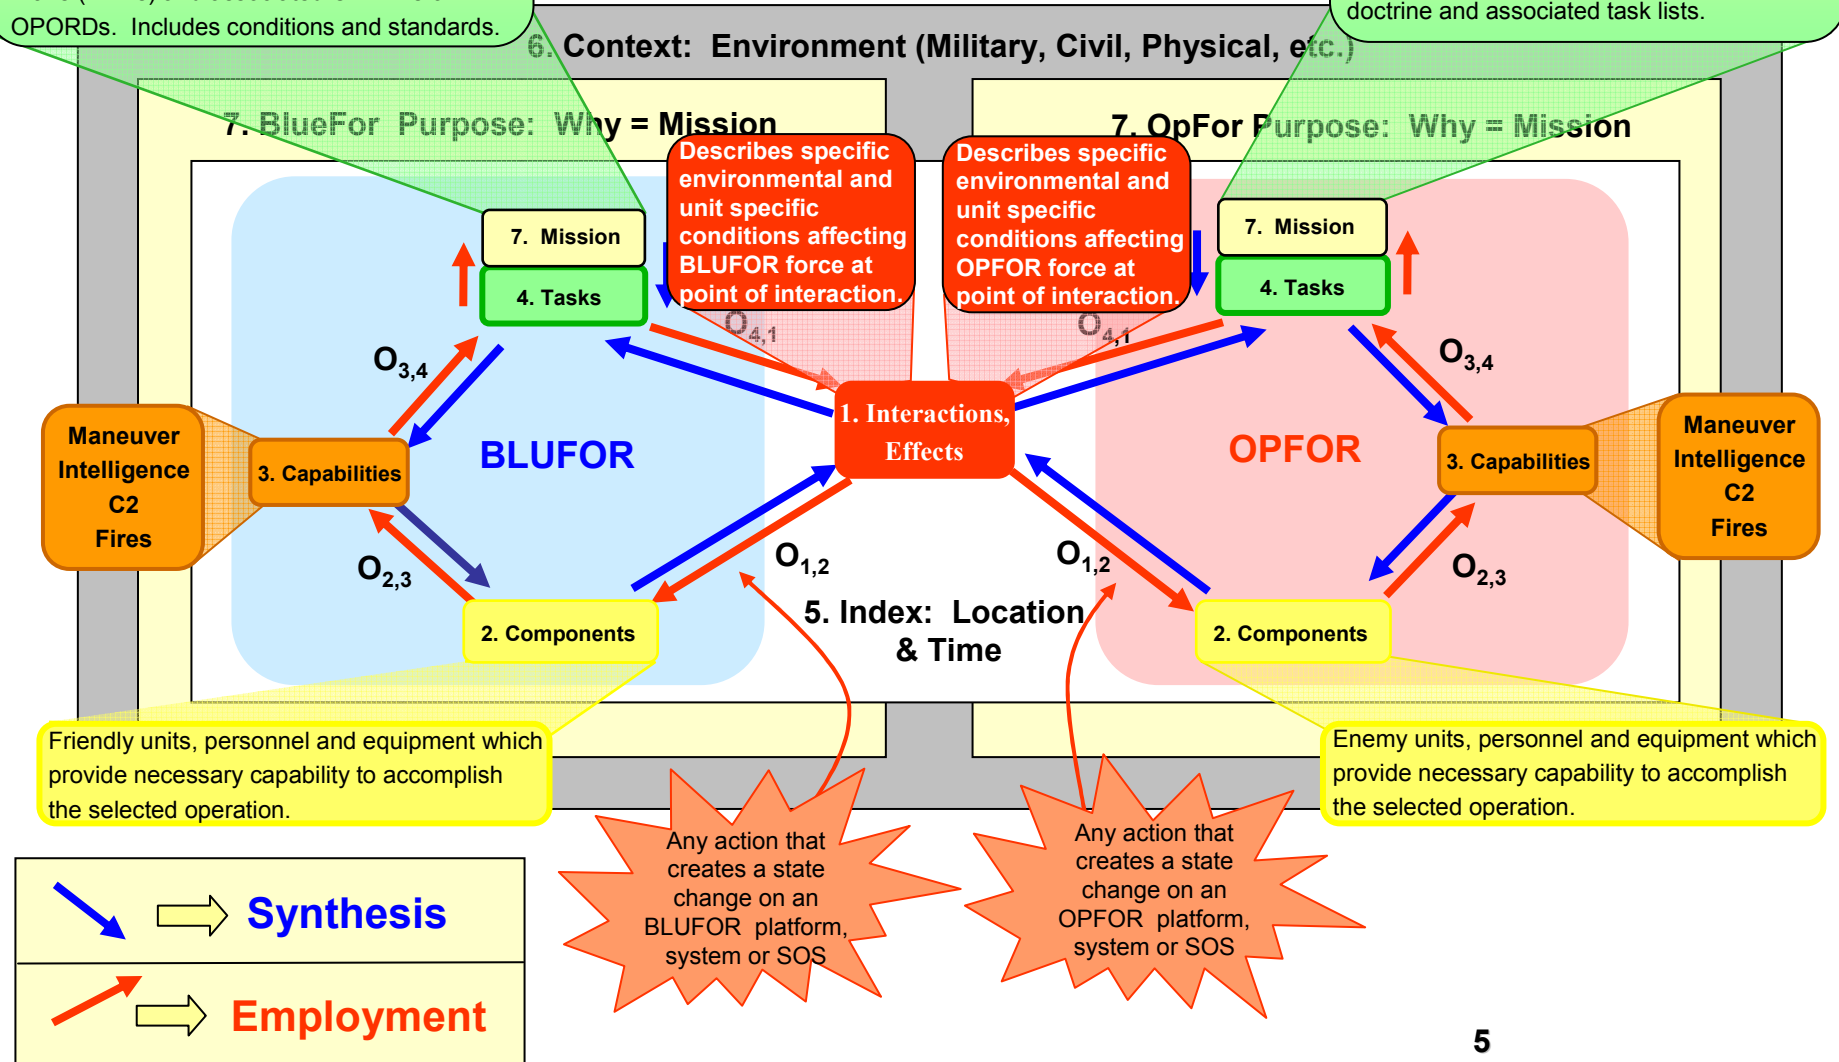 OPORDs.  Includes conditions and standards.
doctrine and associated task lists.
6. Context:  Environment (Military, Civil, Physical, etc.)
7. BlueFor  Purpose:  Why = Mission
7. OpFor Purpose:  Why = Mission
Describes specific
environmental and
unit specific
conditions affecting
BLUFOR force at
point of interaction.
Describes specific
environmental and
unit specific
conditions affecting
OPFOR force at
point of interaction.
7.  Mission
4. Tasks
7.  Mission
4. Tasks
O4,1
O4,1
O3,4
O3,4
1. Interactions,
Effects
Maneuver
Intelligence
C2
Fires
3. Capabilities
BLUFOR
OPFOR
3. Capabilities
Maneuver
Intelligence
C2
Fires
O2,3
O1,2
O1,2
O2,3
2. Components
5. Index:  Location
& Time
2. Components
Friendly units, personnel and equipment which
provide necessary capability to accomplish
the selected operation.
Enemy units, personnel and equipment which
provide necessary capability to accomplish
the selected operation.
Any action that
creates a state
change on an
BLUFOR  platform,
system or SOS
Any action that
creates a state
change on an
OPFOR  platform,
system or SOS
Synthesis
Employment
5